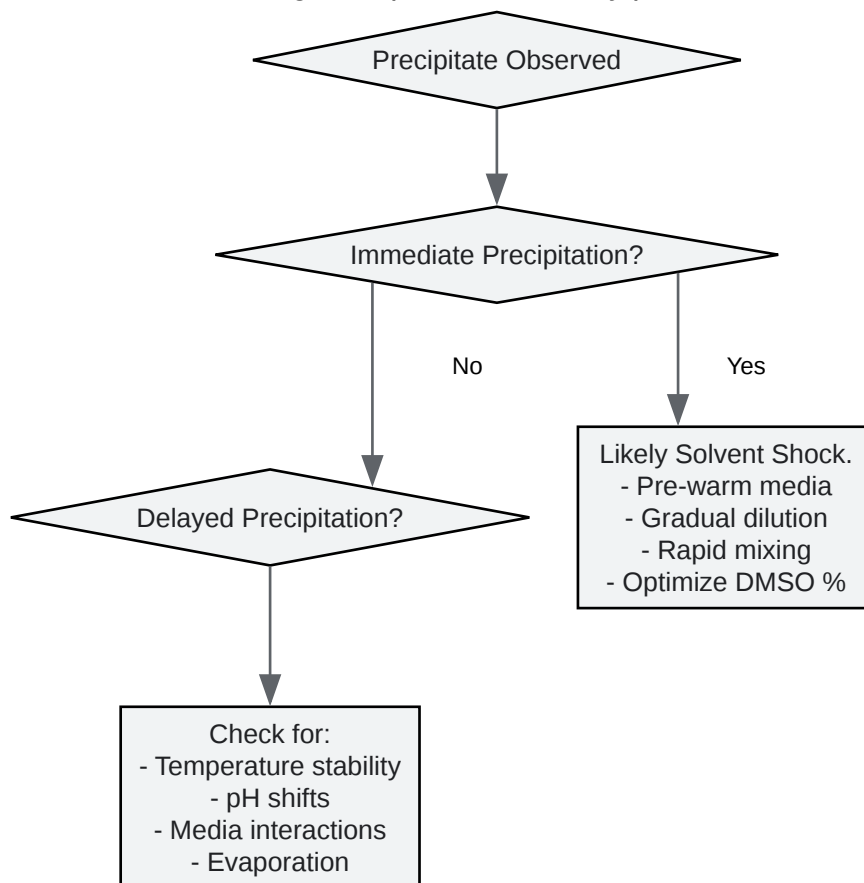 Precipitate Observed
Immediate Precipitation?
No
Yes
Likely Solvent Shock.
- Pre-warm media
- Gradual dilution
- Rapid mixing
- Optimize DMSO %
Delayed Precipitation?
Check for:
- Temperature stability
- pH shifts
- Media interactions
- Evaporation